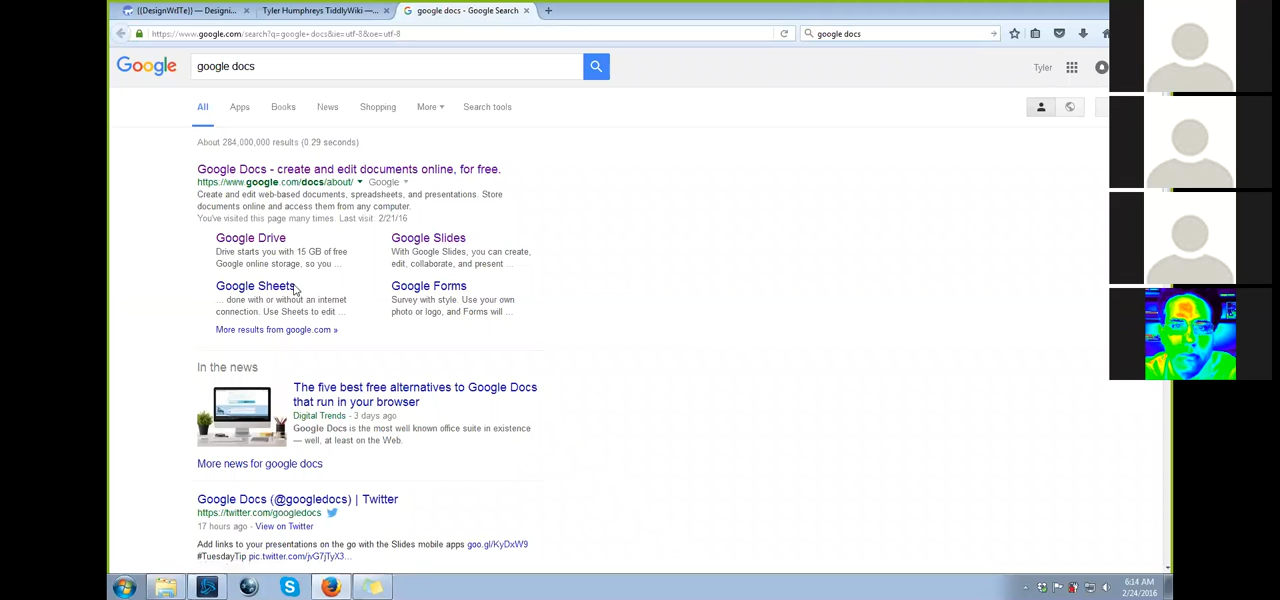 {{DesignWrITe}} — Designi...
Tyler Humphreys TiddlyWiki —...
google docs - Google Search
https://www.google.com/search?q=google+docs&ie=utf-8&oe=utf-8
google docs
Google
google docs
Tyler
All
Apps
Books
News
Shopping
More
Search tools
About 284,000,000 results (0.29 seconds)
Google Docs - create and edit documents online, for free.
https://www.google.com/docs/about/
Google
Create and edit web-based documents, spreadsheets, and presentations. Store
documents online and access them from any computer.
You've visited this page many times. Last visit: 2/21/16
Google Drive
Drive starts you with 15 GB of free
Google online storage, so you ...
Google Slides
With Google Slides, you can create,
edit, collaborate, and present ...
Google Sheets
... done with or without an internet
connection. Use Sheets to edit ...
Google Forms
Survey with style. Use your own
photo or logo, and Forms will ...
More results from google.com »
In the news
The five best free alternatives to Google Docs
that run in your browser
Digital Trends - 3 days ago
Google Docs is the most well known office suite in existence
— well, at least on the Web.
More news for google docs
Google Docs (@googledocs) | Twitter
https://twitter.com/googledocs
17 hours ago - View on Twitter
Add links to your presentations on the go with the Slides mobile apps goo.gl/KyDxW9
#TuesdayTip pic.twitter.com/jvG7jTyX3...
6:14 AM
2/24/2016